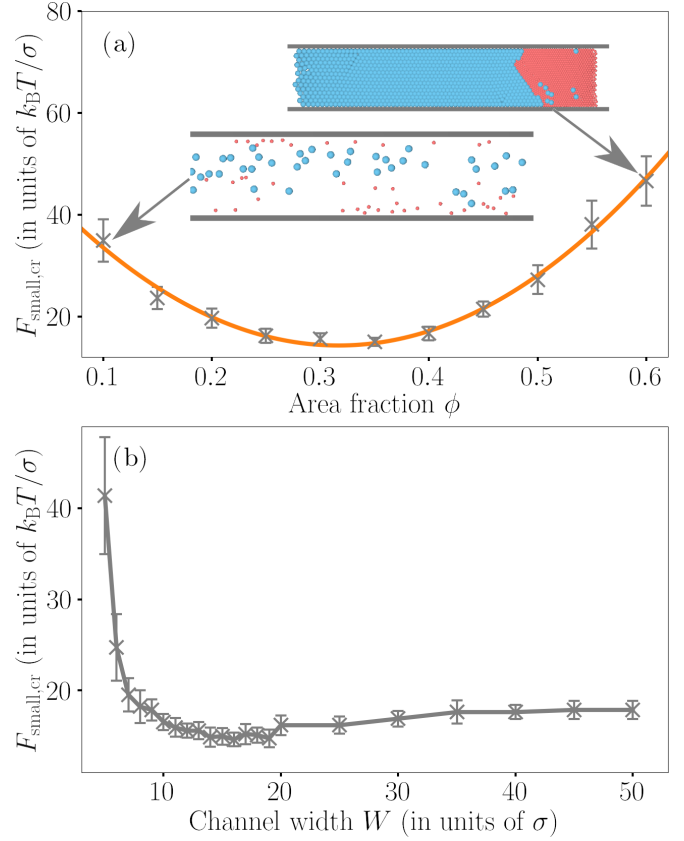 80
(a)
60
40
20
F_small,cr (in units of k_BT/σ)
0.1 0.2 0.3 0.4 0.5 0.6
Area fraction ϕ
(b)
40
30
20
F_small,cr (in units of k_BT/σ)
10 20 30 40 50
Channel width W (in units of σ)